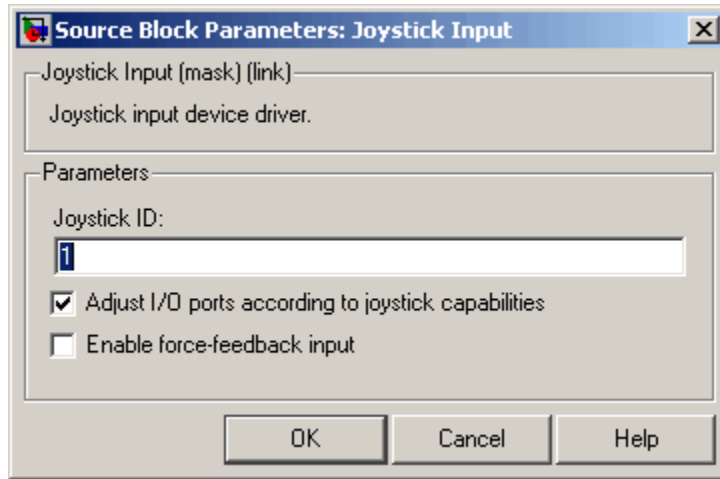 Source Block Parameters: Joystick Input
Joystick Input (mask) (link)
Joystick input device driver.
Parameters
Joystick ID:
1
Adjust I/O ports according to joystick capabilities
Enable force-feedback input
OK Cancel Help